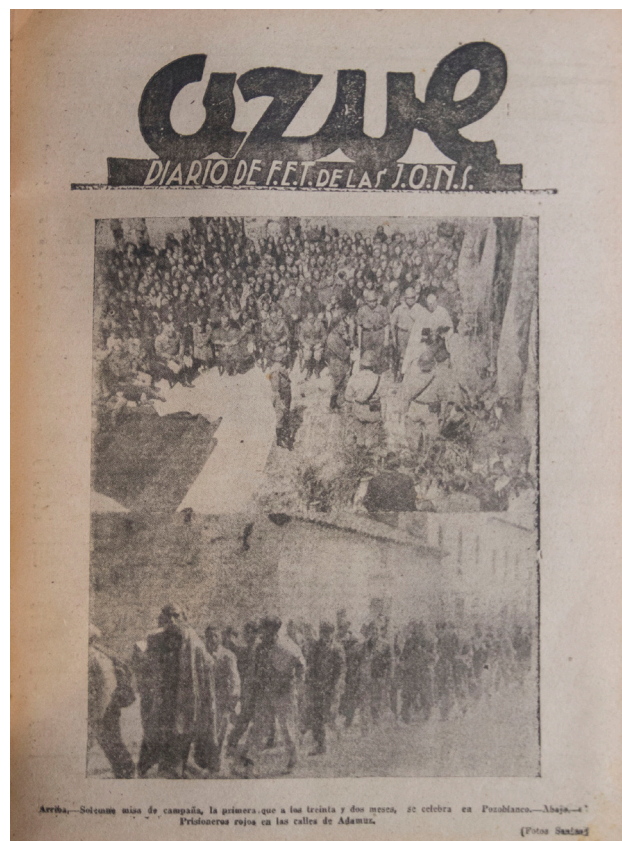 azul
DIARIO DE F.E.T. DE LAS J.O.N.S.
Arriba.—Solemne misa de campaña, la primera que a los treinta y dos meses, se celebra en Pozoblanco.—Abajo.—
Prisioneros rojos en las calles de Adamuz.
(Fotos